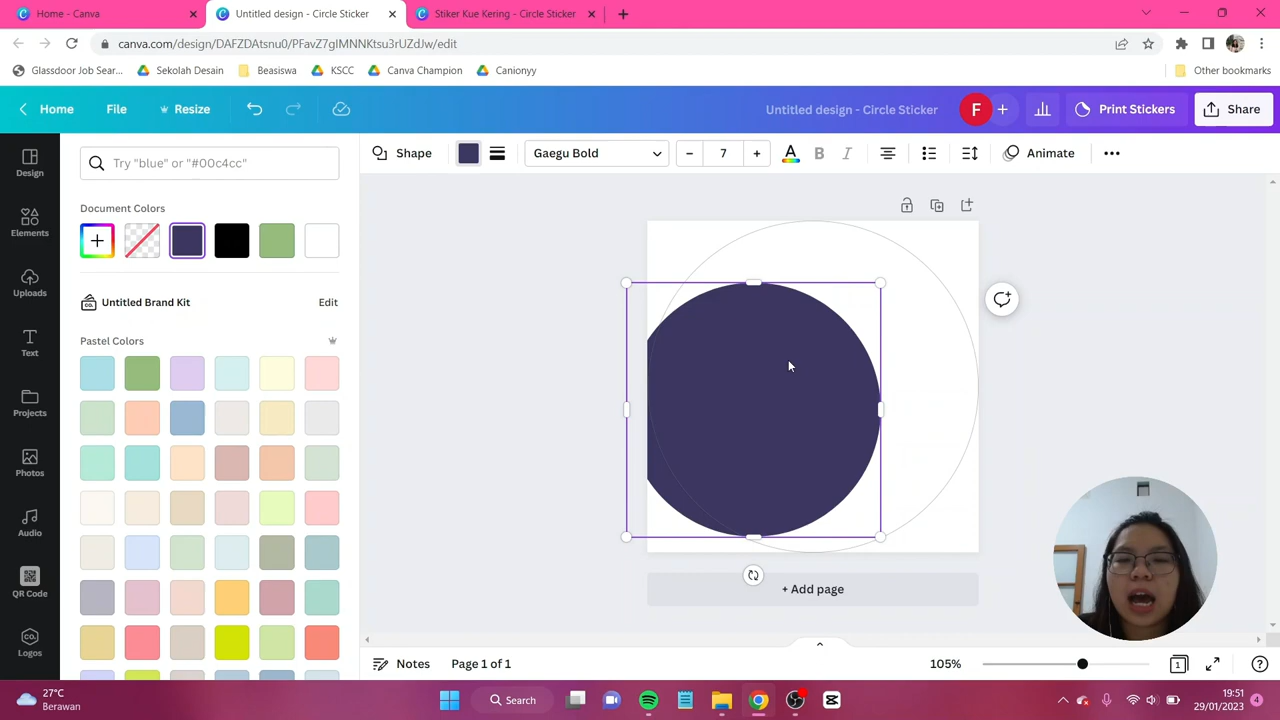 Home - Canva
Untitled design - Circle Sticker
Stiker Kue Kering - Circle Sticker
canva.com/design/DAFZDAtsnu0/PFavZ7gIMNNKtsu3rUZdJw/edit
Glassdoor Job Sear...
Sekolah Desain
Beasiswa
KSCC
Canva Champion
Canionyy
Other bookmarks
Home
File
Resize
Untitled design - Circle Sticker
F
Print Stickers
Share
Design
Elements
Uploads
Text
Projects
Photos
Audio
QR Code
Logos
Try "blue" or "#00c4cc"
Document Colors
CO.
Untitled Brand Kit
Edit
Pastel Colors
Shape
Gaegu Bold
7
A
B
I
Animate
+ Add page
Notes
Page 1 of 1
105%
1
27°C
Berawan
Search
19:51
29/01/2023
4